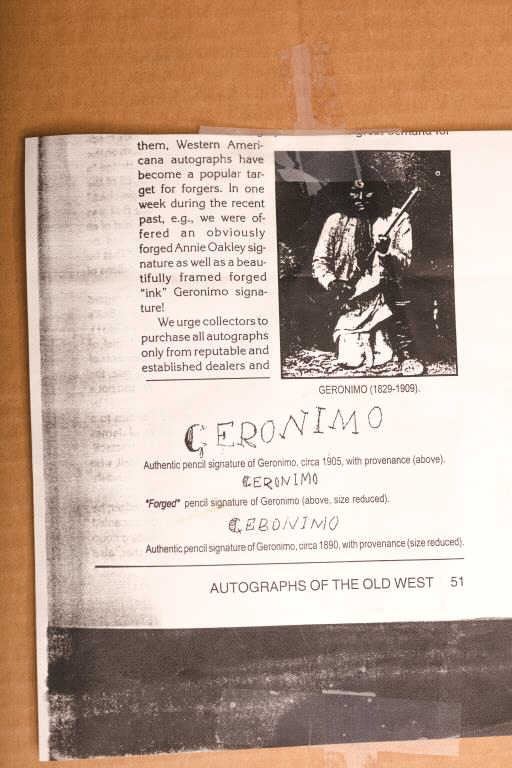 them, Western Ameri-
cana autographs have
become a popular tar-
get for forgers. In one
week during the recent
past, e.g., we were of-
fered an obviously
forged Annie Oakley sig-
nature as well as a beau-
tifully framed forged
"ink" Geronimo signa-
ture!
We urge collectors to
purchase all autographs
only from reputable and
established dealers and
GERONIMO (1829-1909).
GERONIMO
Authentic pencil signature of Geronimo, circa 1905, with provenance (above).
GERONIMO
"Forged" pencil signature of Geronimo (above, size reduced).
GEBONIMO
Authentic pencil signature of Geronimo, circa 1890, with provenance (size reduced).
AUTOGRAPHS OF THE OLD WEST 51